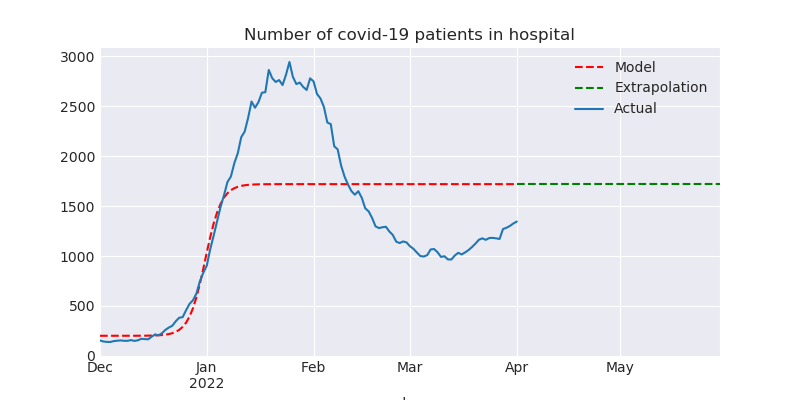 Number of covid-19 patients in hospital
Model
Extrapolation
Actual
3000
2500
2000
1500
1000
500
0
Dec Jan Feb Mar Apr May
2022